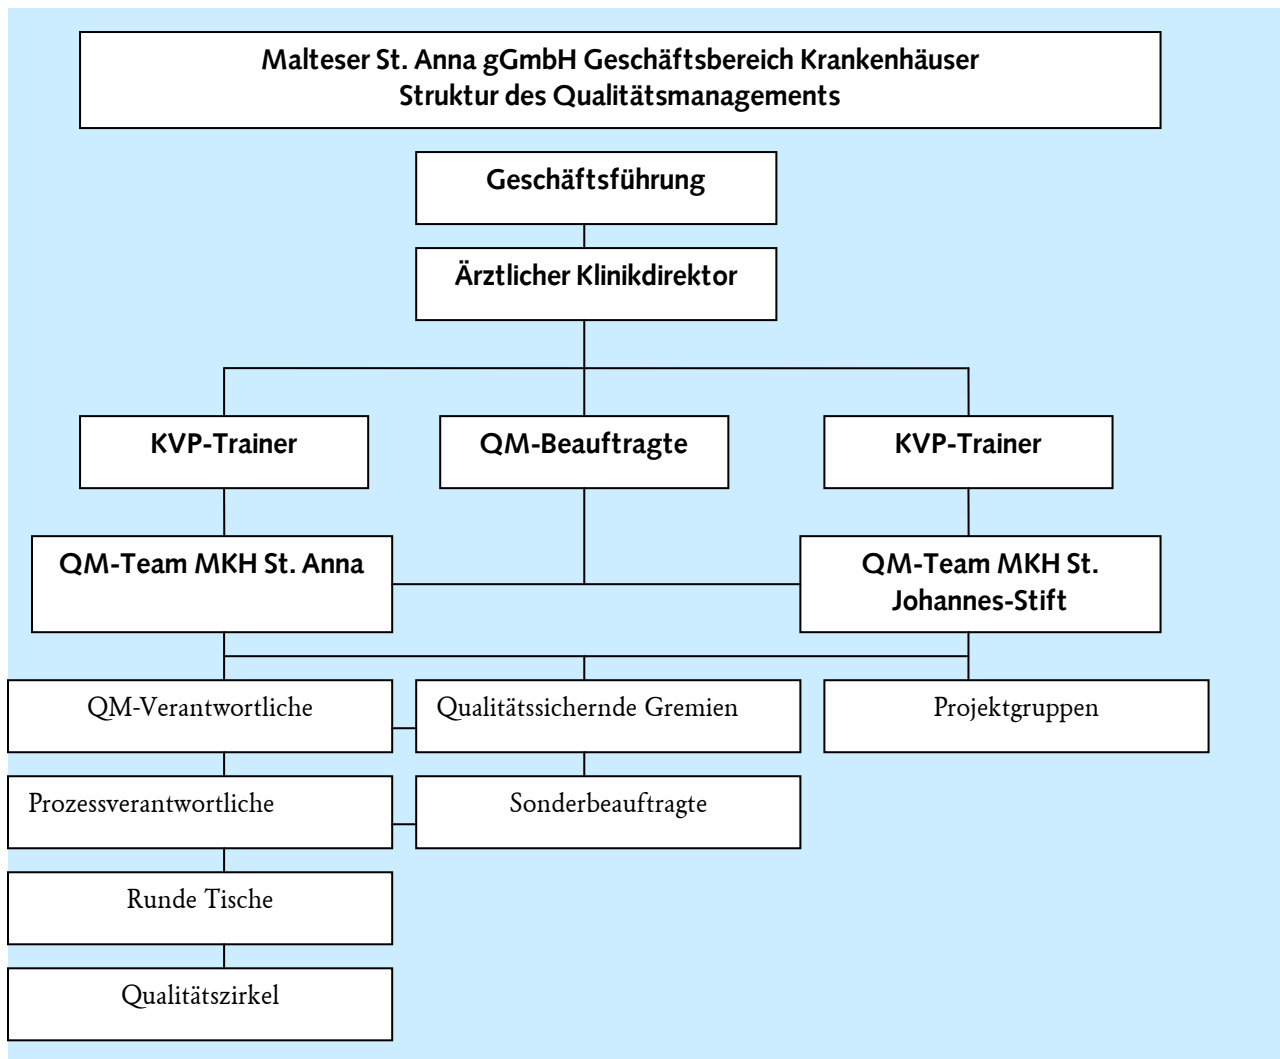 Malteser St. Anna gGmbH Geschäftsbereich Krankenhäuser
Struktur des Qualitätsmanagements
Geschäftsführung
Ärztlicher Klinikdirektor
KVP-Trainer
QM-Beauftragte
KVP-Trainer
QM-Team MKH St. Anna
QM-Team MKH St.
Johannes-Stift
QM-Verantwortliche
Qualitätssichernde Gremien
Projektgruppen
Prozessverantwortliche
Sonderbeauftragte
Runde Tische
Qualitätszirkel